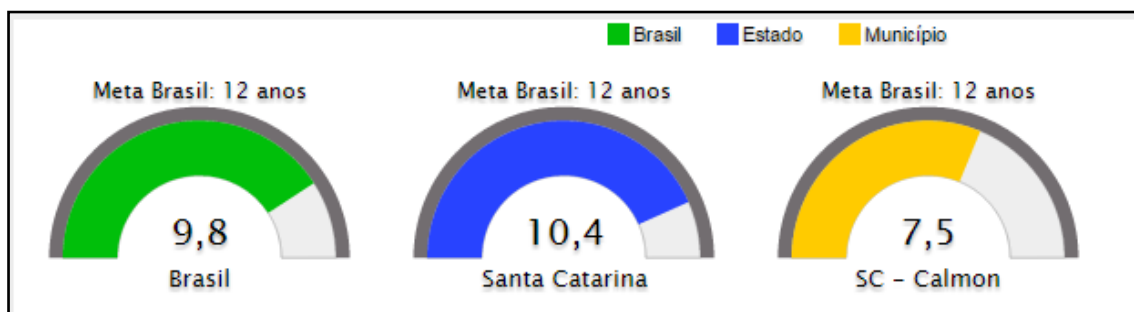 Brasil Estado Município
Meta Brasil: 12 anos Meta Brasil: 12 anos Meta Brasil: 12 anos
9,8 10,4 7,5
Brasil Santa Catarina SC - Calmon